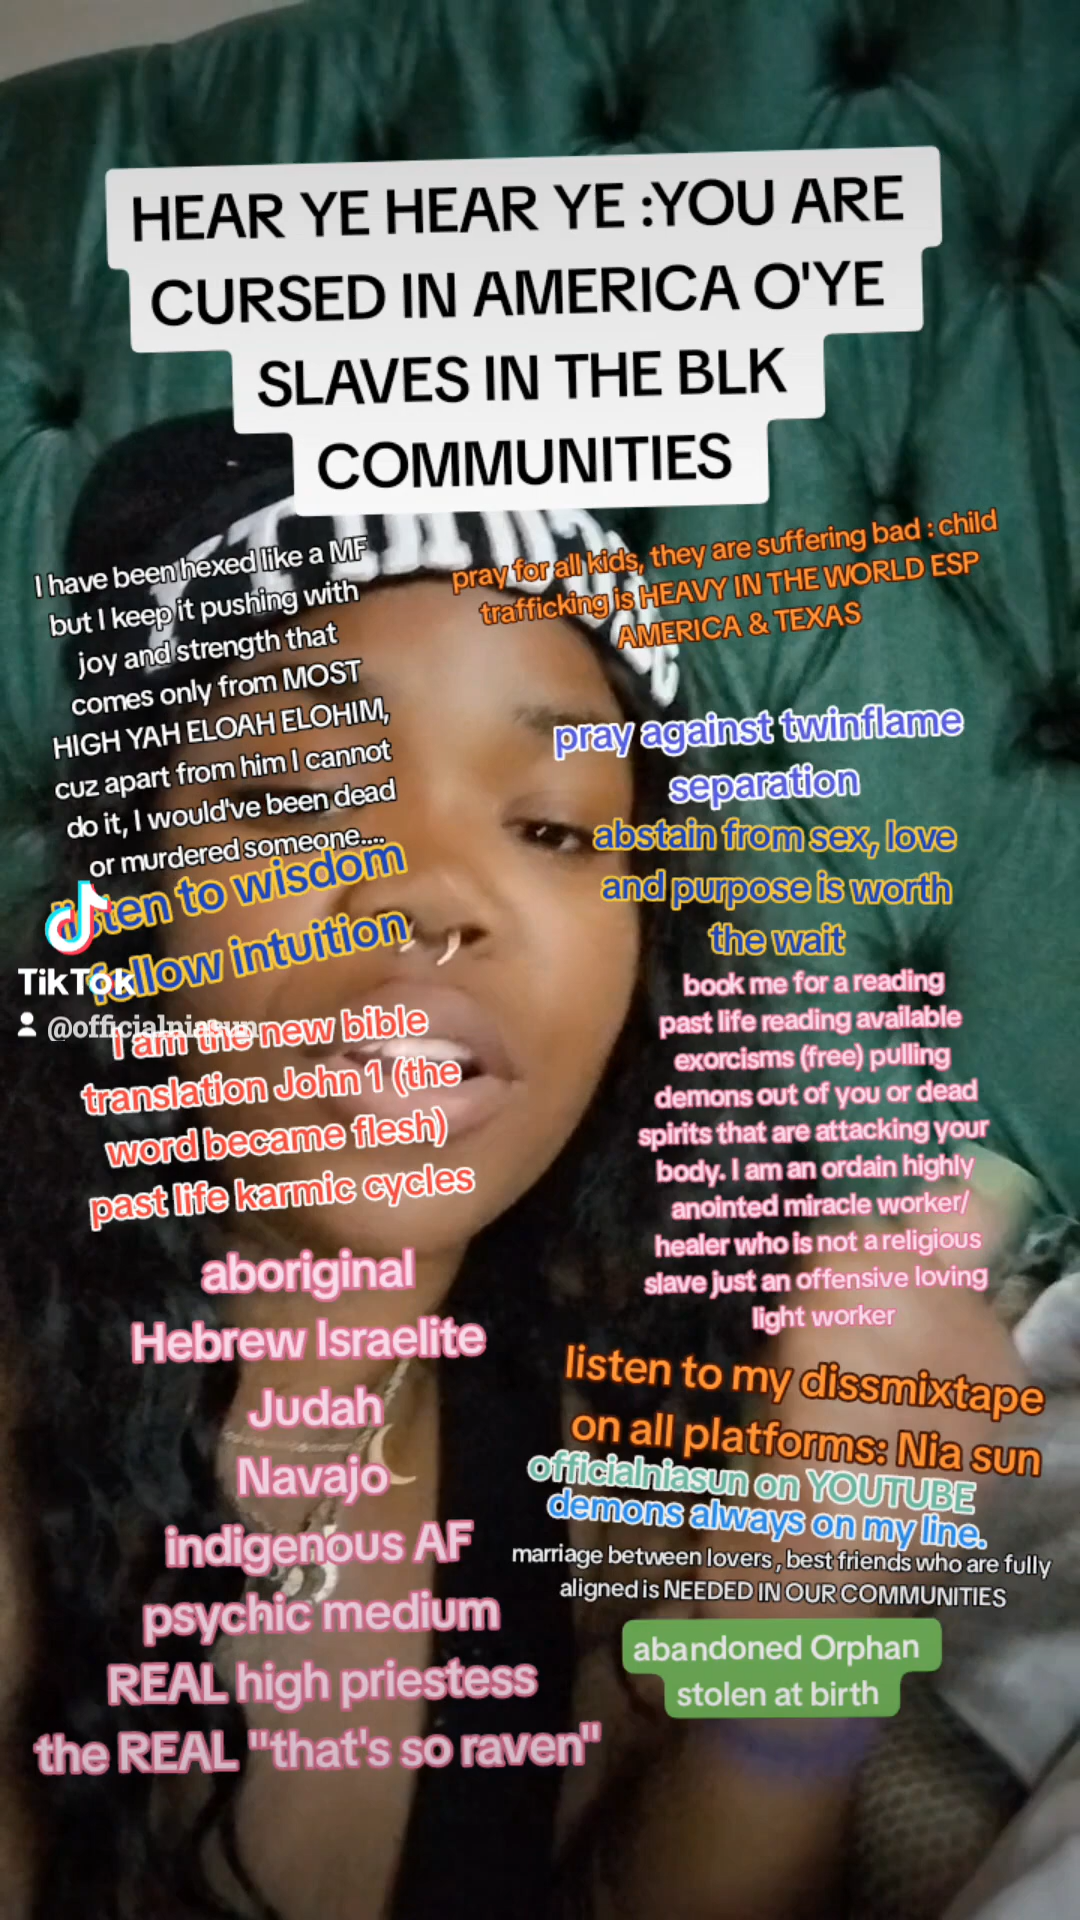 HEAR YE HEAR YE :YOU ARE
CURSED IN AMERICA O'YE
SLAVES IN THE BLK
COMMUNITIES
I have been hexed like a MF
but I keep it pushing with
joy and strength that
comes only from MOST
HIGH YAH ELOAH ELOHIM,
cuz apart from him I cannot
do it, I would've been dead
or murdered someone....
listen to wisdom
follow intuition
TikTok
@officialniasun
I am the new bible
translation John 1 (the
word became flesh)
past life karmic cycles
aboriginal
Hebrew Israelite
Judah
Navajo
indigenous AF
psychic medium
REAL high priestess
the REAL "that's so raven"
pray for all kids, they are suffering bad : child
trafficking is HEAVY IN THE WORLD ESP
AMERICA & TEXAS
pray against twinflame
separation
abstain from sex, love
and purpose is worth
the wait
book me for a reading
past life reading available
exorcisms (free) pulling
demons out of you or dead
spirits that are attacking your
body. I am an ordain highly
anointed miracle worker/
healer who is not a religious
slave just an offensive loving
light worker
listen to my dissmixtape
on all platforms: Nia sun
officialniasun on YOUTUBE
demons always on my line.
marriage between lovers , best friends who are fully
aligned is NEEDED IN OUR COMMUNITIES
abandoned Orphan
stolen at birth